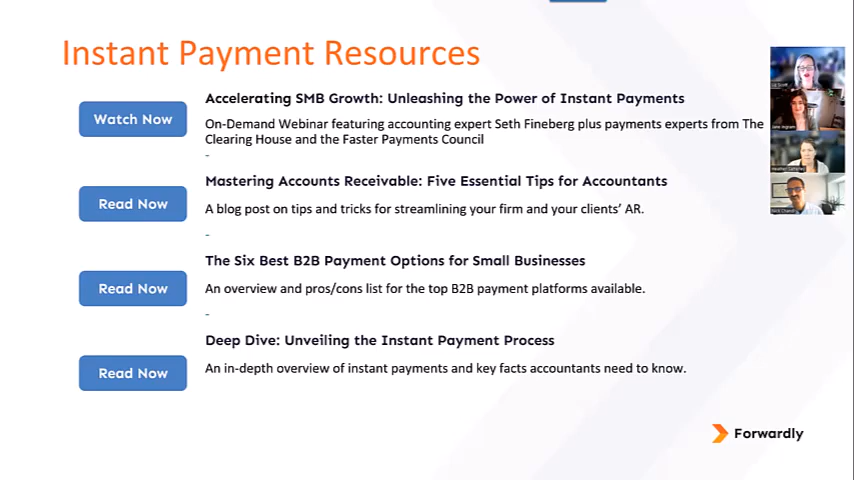 Instant Payment Resources
Watch Now
Accelerating SMB Growth: Unleashing the Power of Instant Payments
On-Demand Webinar featuring accounting expert Seth Fineberg plus payments experts from The
Clearing House and the Faster Payments Council
-
Read Now
Mastering Accounts Receivable: Five Essential Tips for Accountants
A blog post on tips and tricks for streamlining your firm and your clients’ AR.
-
Read Now
The Six Best B2B Payment Options for Small Businesses
An overview and pros/cons list for the top B2B payment platforms available.
-
Read Now
Deep Dive: Unveiling the Instant Payment Process
An in-depth overview of instant payments and key facts accountants need to know.
Forwardly